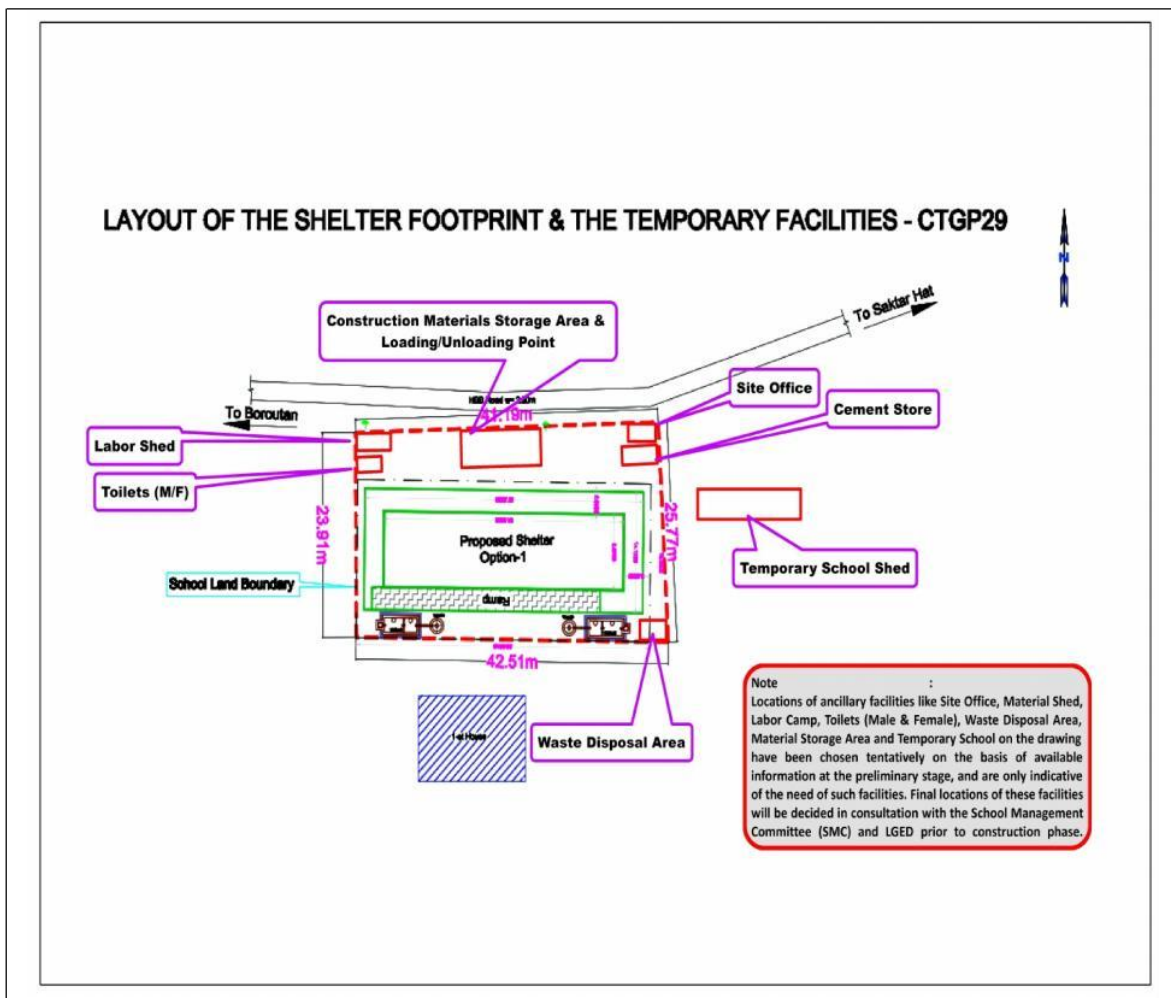 LAYOUT OF THE SHELTER FOOTPRINT & THE TEMPORARY FACILITIES - CTGP29
N
To Saktar Hat
Construction Materials Storage Area &
Loading/Unloading Point
Site Office
HBB Road
To Boroutan
41.19m
Cement Store
Labor Shed
Toilets (M/F)
23.91m
25.77m
Proposed Shelter
Option-1
Temporary School Shed
School Land Boundary
Ramp
42.51m
Waste Disposal Area
Note :
Locations of ancillary facilities like Site Office, Material Shed,
Labor Camp, Toilets (Male & Female), Waste Disposal Area,
Material Storage Area and Temporary School on the drawing
have been chosen tentatively on the basis of available
information at the preliminary stage, and are only indicative
of the need of such facilities. Final locations of these facilities
will be decided in consultation with the School Management
Committee (SMC) and LGED prior to construction phase.